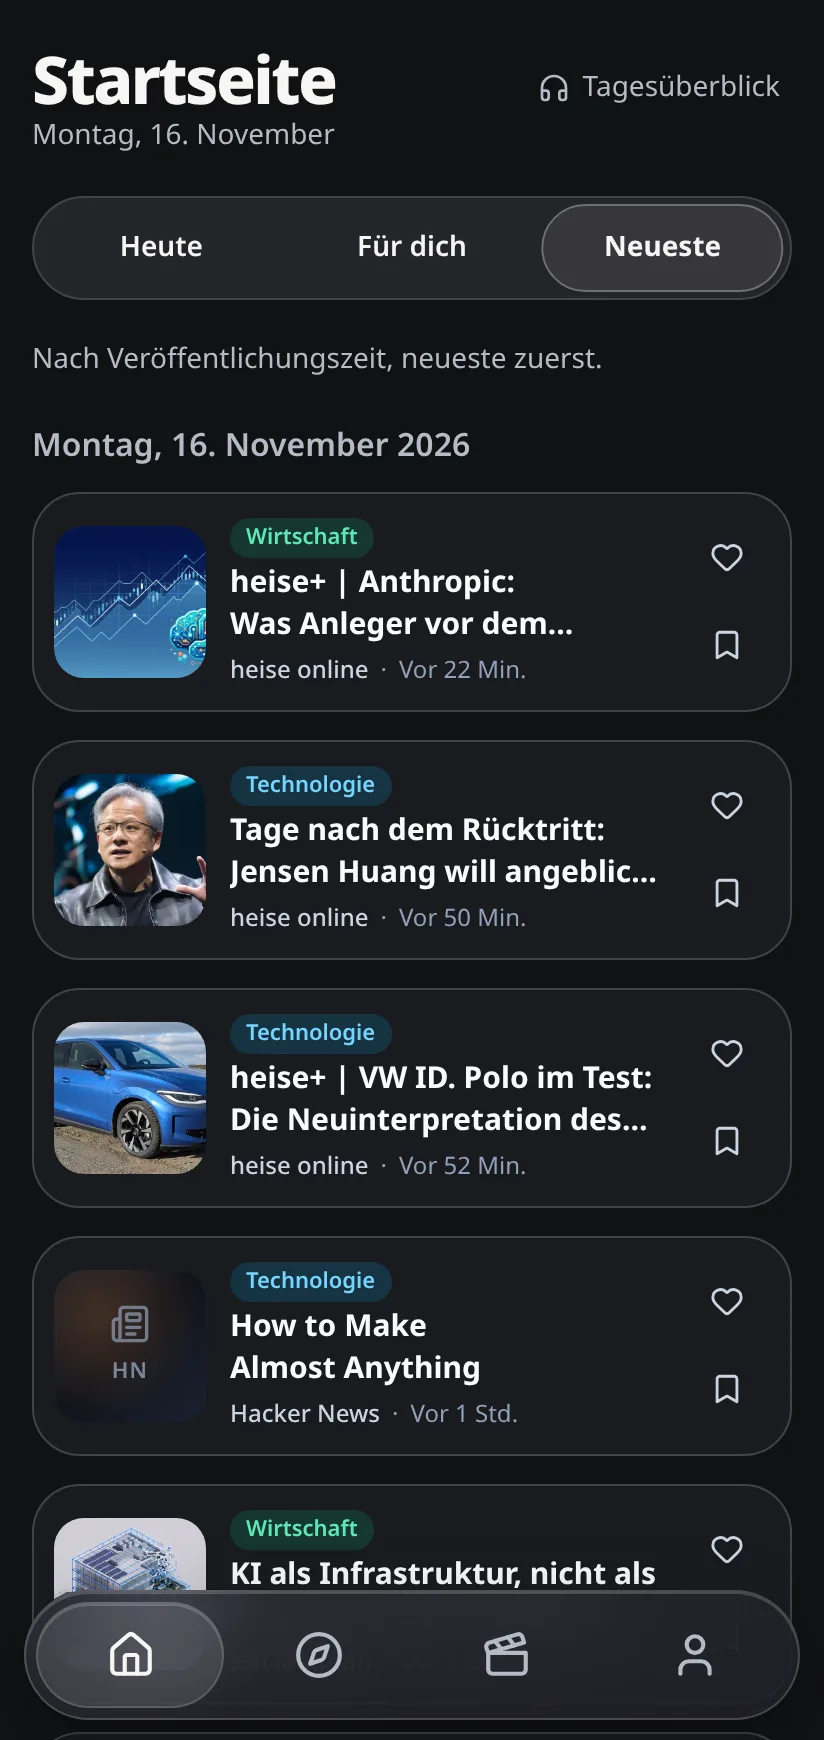 Startseite
Tagesüberblick
Montag, 16. November
Heute
Für dich
Neueste
Nach Veröffentlichungszeit, neueste zuerst.
Montag, 16. November 2026
Wirtschaft
heise+ | Anthropic:
Was Anleger vor dem...
heise online · Vor 22 Min.
Technologie
Tage nach dem Rücktritt:
Jensen Huang will angeblic...
heise online · Vor 50 Min.
Technologie
heise+ | VW ID. Polo im Test:
Die Neuinterpretation des...
heise online · Vor 52 Min.
Technologie
How to Make
Almost Anything
HN
Hacker News · Vor 1 Std.
Wirtschaft
KI als Infrastruktur, nicht als